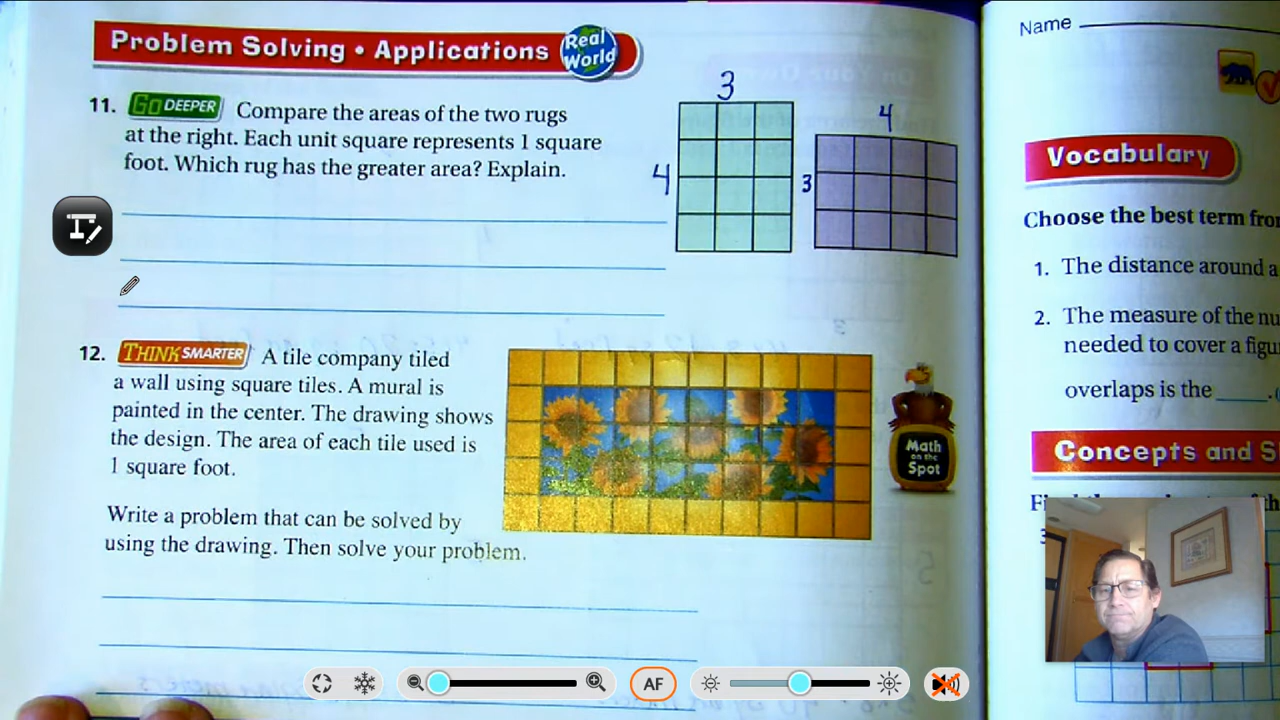 Problem Solving • Applications Real World
11. Go DEEPER Compare the areas of the two rugs
at the right. Each unit square represents 1 square
foot. Which rug has the greater area? Explain.
3
4
4
3
12. THINK SMARTER A tile company tiled
a wall using square tiles. A mural is
painted in the center. The drawing shows
the design. The area of each tile used is
1 square foot.
Write a problem that can be solved by
using the drawing. Then solve your problem.
Math
on the
Spot
Name
Vocabulary
Choose the best term from
1. The distance around a
2. The measure of the nu
needed to cover a figu
overlaps is the
Concepts and S
AF